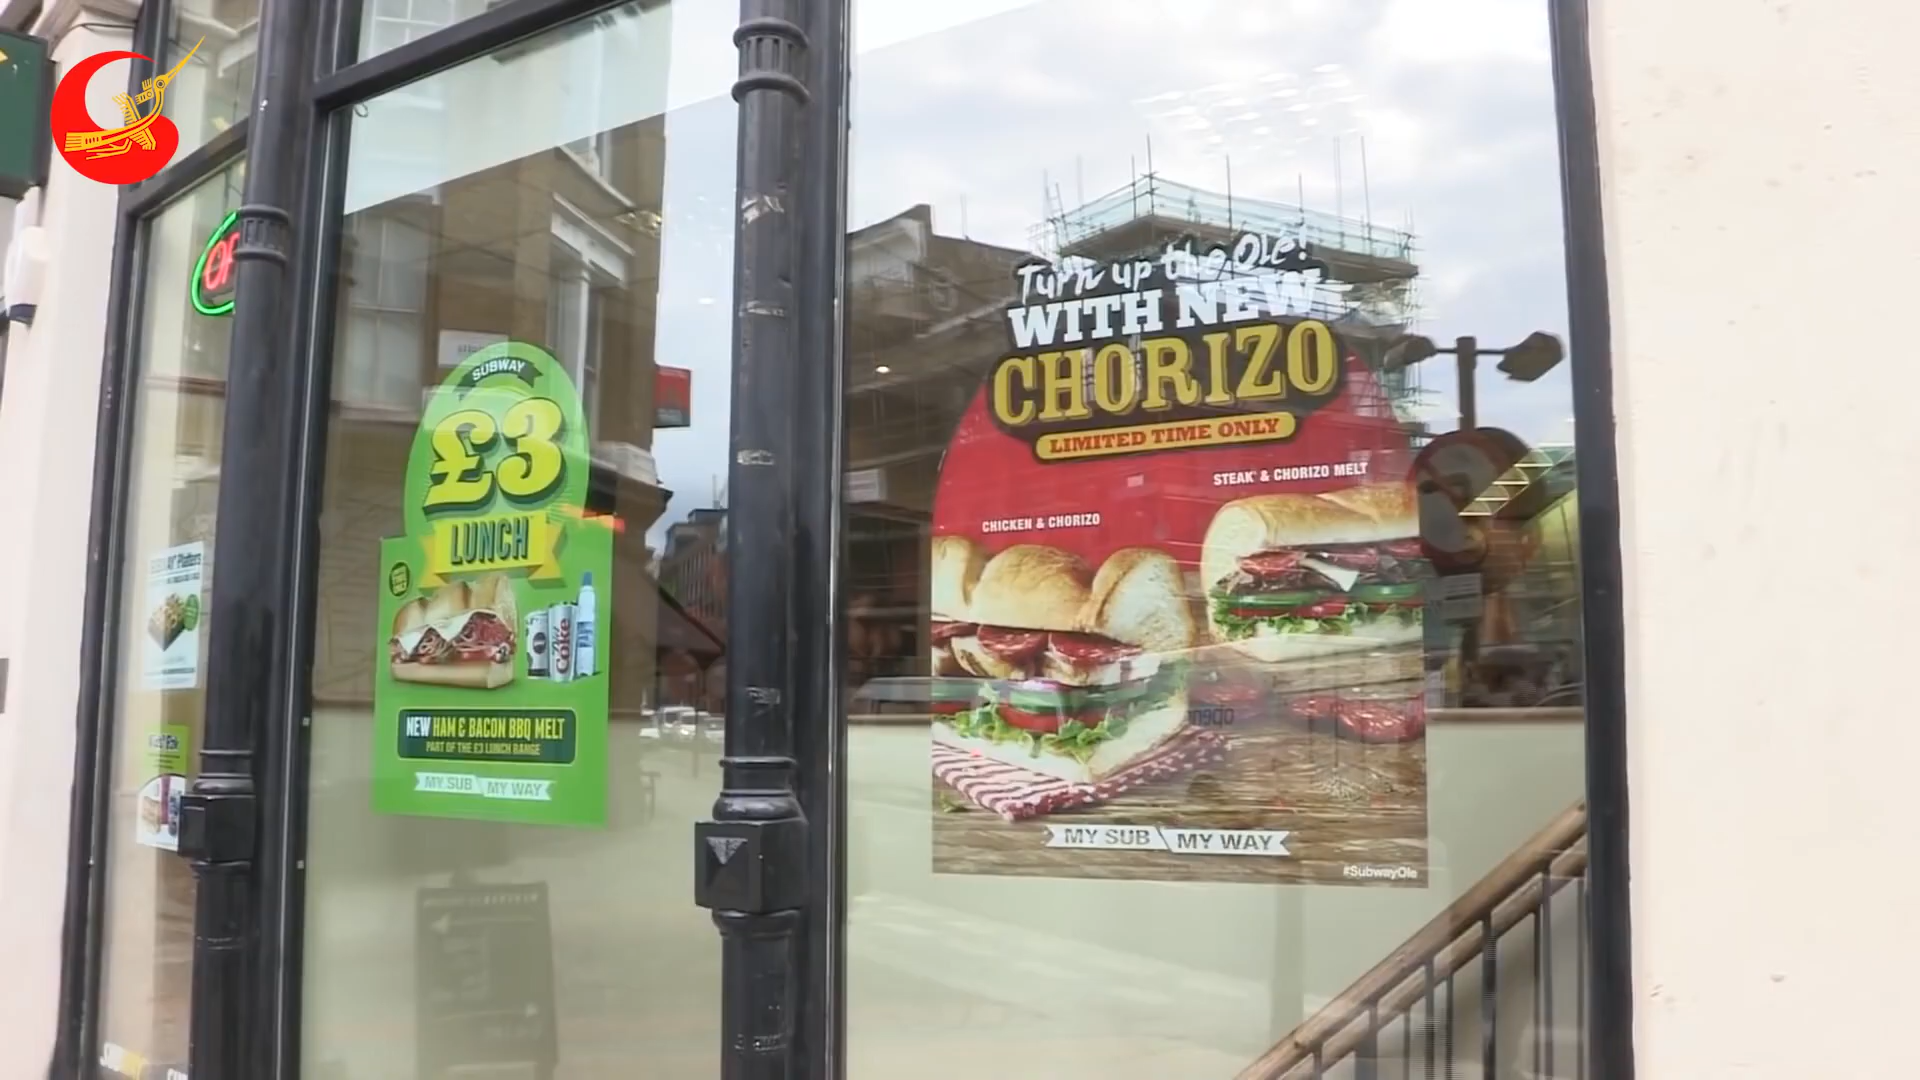 SUBWAY
£3
LUNCH
Diet
Coke
NEW HAM & BACON BBQ MELT
PART OF THE £3 LUNCH RANGE
MY SUB MY WAY
Turn up the Olé!
WITH NEW
CHORIZO
LIMITED TIME ONLY
STEAK & CHORIZO MELT
CHICKEN & CHORIZO
MY SUB MY WAY
#SubwayOle